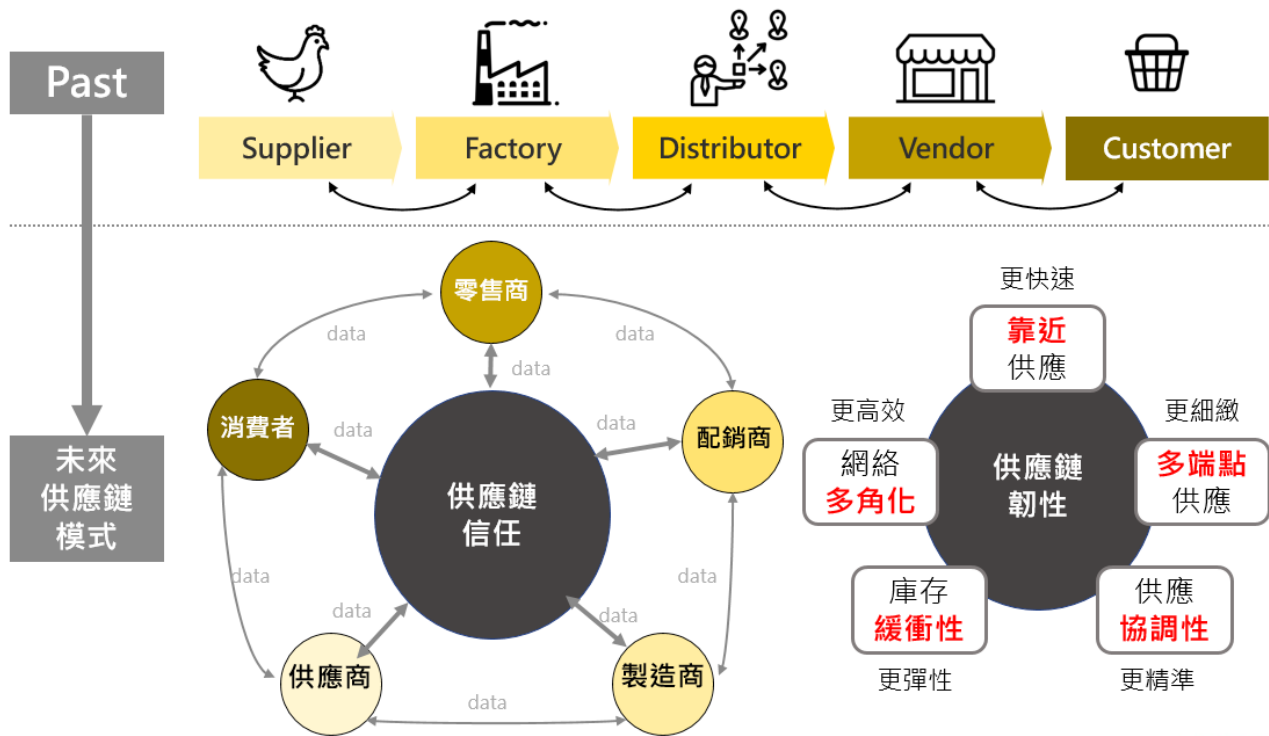 Past
Supplier
Factory
Distributor
Vendor
Customer
未來
供應鏈
模式
零售商
data
data
data
消費者
data
data
配銷商
供應鏈
信任
data
data
data
data
供應商
製造商
data
更快速
靠近
供應
更高效
網絡
多角化
更細緻
多端點
供應
供應鏈
韌性
庫存
緩衝性
更彈性
供應
協調性
更精準